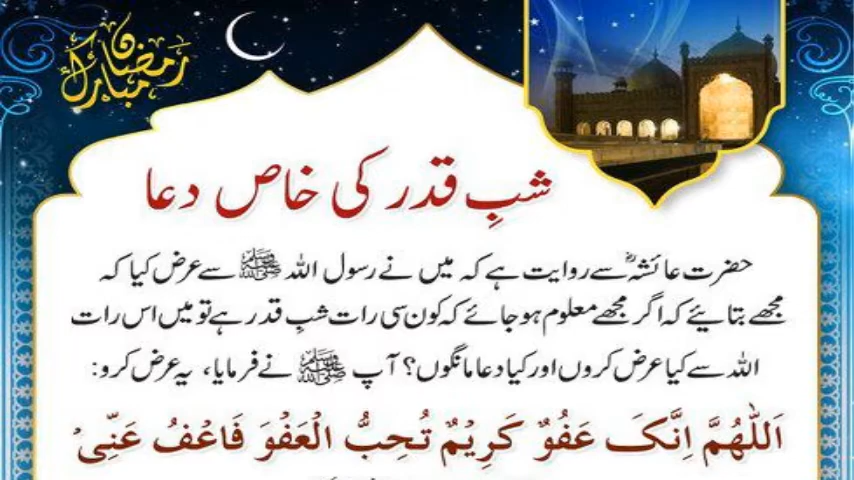 رمضان مبارک
شبِ قدر کی خاص دعا
حضرت عائشہؓ سے روایت ہے کہ میں نے رسول اللہ ﷺ سے عرض کیا کہ
مجھے بتایئے کہ اگر مجھے معلوم ہو جائے کہ کون سی رات شبِ قدر ہے تو میں اس رات
اللہ سے کیا عرض کروں اور کیا دعا مانگوں؟ آپ ﷺ نے فرمایا، یہ عرض کرو:
اَللّٰهُمَّ اِنَّکَ عَفُوٌّ کَرِیْمٌ تُحِبُّ الْعَفْوَ فَاعْفُ عَنِّیْ